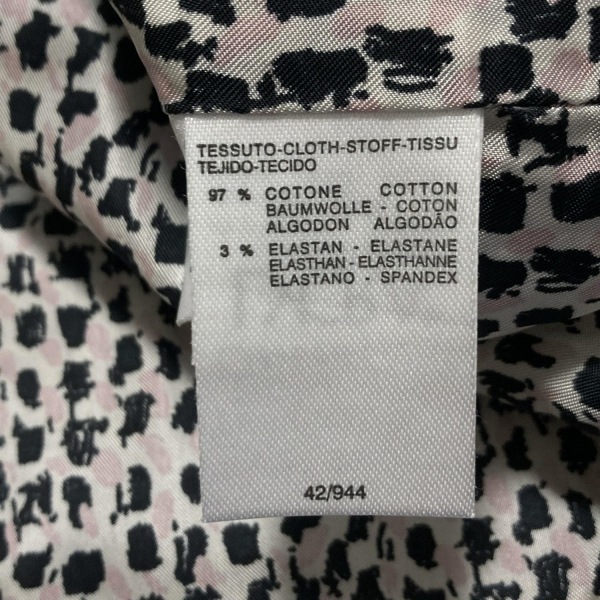 TESSUTO-CLOTH-STOFF-TISSU
TEJIDO-TECIDO
97 % COTONE COTTON
BAUMWOLLE - COTON
ALGODON ALGODÃO
3 % ELASTAN - ELASTANE
ELASTHAN - ELASTHANNE
ELASTANO - SPANDEX
42/944